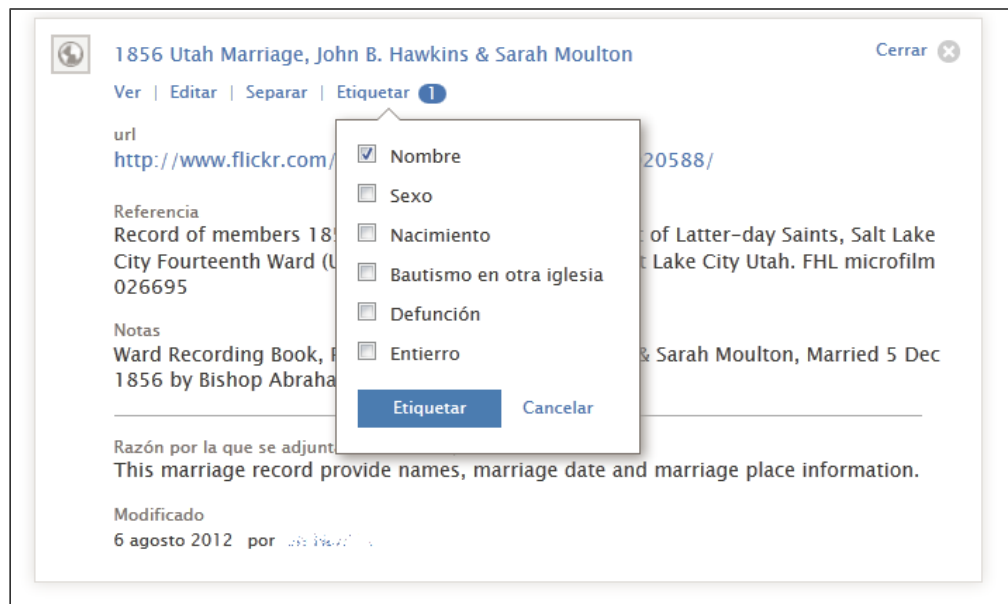 1856 Utah Marriage, John B. Hawkins & Sarah Moulton
Cerrar
Ver | Editar | Separar | Etiquetar 1
url
http://www.flickr.com/ 20588/
Nombre
Sexo
Nacimiento
Bautismo en otra iglesia
Defunción
Entierro
Etiquetar Cancelar
Referencia
Record of members of Latter-day Saints, Salt Lake
City Fourteenth Ward Lake City Utah. FHL microfilm
026695
Notas
Ward Recording Book, & Sarah Moulton, Married 5 Dec
1856 by Bishop
Razón por la que se
This marriage record provide names, marriage date and marriage place information.
Modificado
6 agosto 2012 por